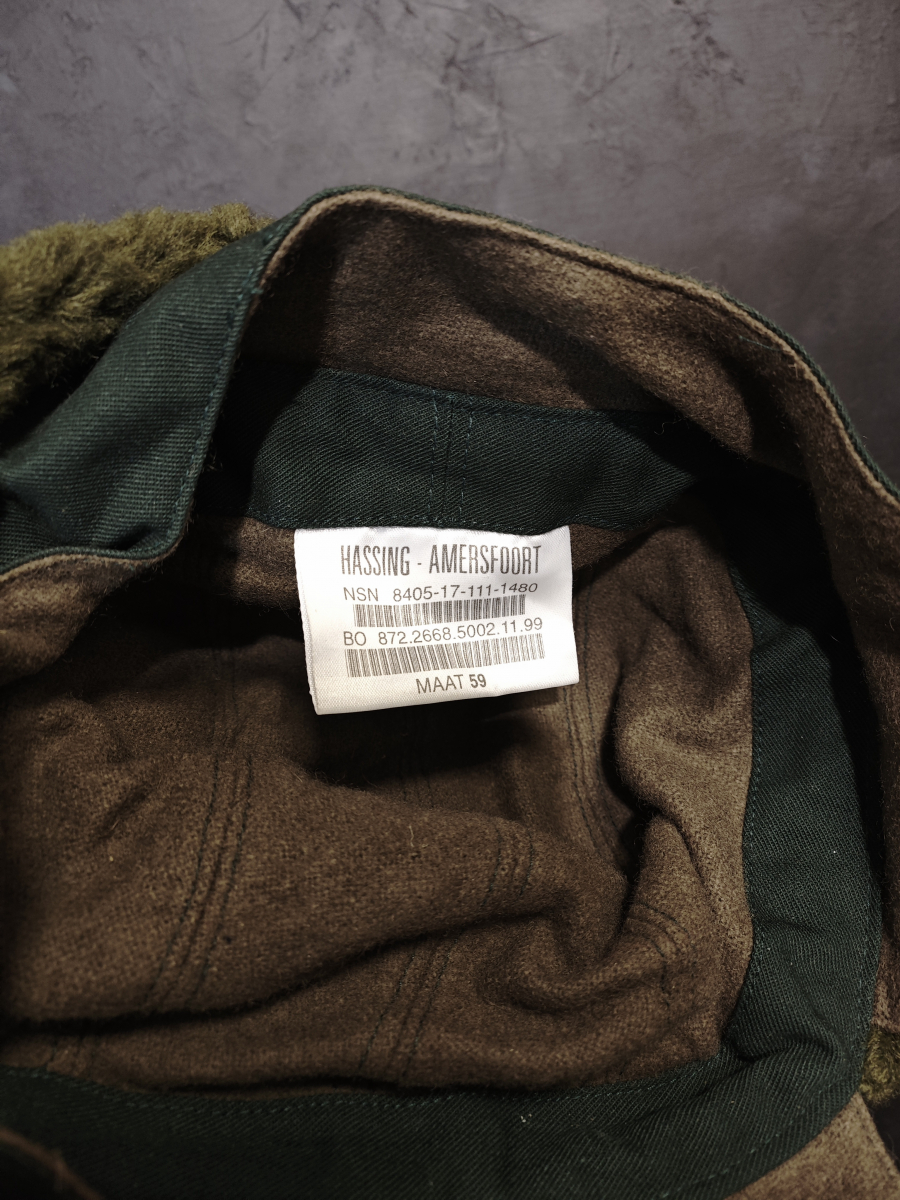 HASSING - AMERSFOORT
NSN 8405-17-111-1480
BO 872.2668.5002.11.99
MAAT 59